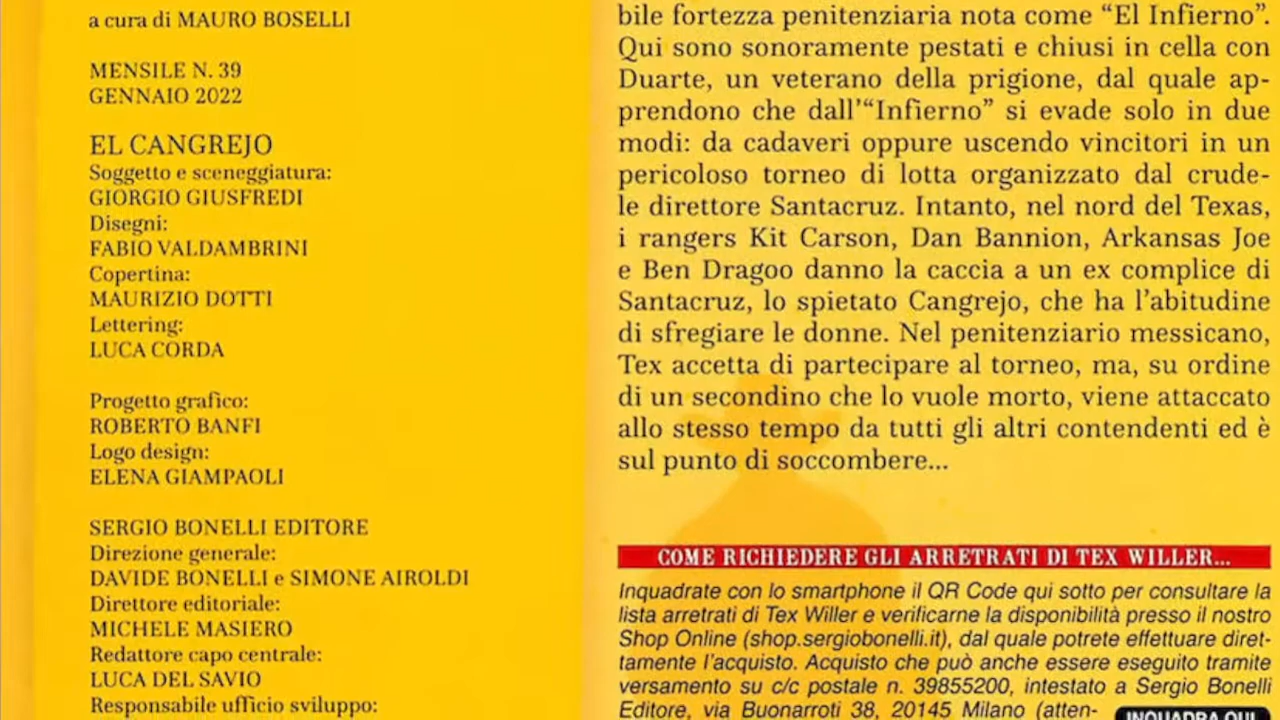 a cura di MAURO BOSELLI
MENSILE N. 39
GENNAIO 2022
EL CANGREJO
Soggetto e sceneggiatura:
GIORGIO GIUSFREDI
Disegni:
FABIO VALDAMBRINI
Copertina:
MAURIZIO DOTTI
Lettering:
LUCA CORDA
Progetto grafico:
ROBERTO BANFI
Logo design:
ELENA GIAMPAOLI
SERGIO BONELLI EDITORE
Direzione generale:
DAVIDE BONELLI e SIMONE AIROLDI
Direttore editoriale:
MICHELE MASIERO
Redattore capo centrale:
LUCA DEL SAVIO
Responsabile ufficio sviluppo:
bile fortezza penitenziaria nota come “El Infierno”.
Qui sono sonoramente pestati e chiusi in cella con
Duarte, un veterano della prigione, dal quale ap-
prendono che dall’“Infierno” si evade solo in due
modi: da cadaveri oppure uscendo vincitori in un
pericoloso torneo di lotta organizzato dal crude-
le direttore Santacruz. Intanto, nel nord del Texas,
i rangers Kit Carson, Dan Bannion, Arkansas Joe
e Ben Dragoo danno la caccia a un ex complice di
Santacruz, lo spietato Cangrejo, che ha l’abitudine
di sfregiare le donne. Nel penitenziario messicano,
Tex accetta di partecipare al torneo, ma, su ordine
di un secondino che lo vuole morto, viene attaccato
allo stesso tempo da tutti gli altri contendenti ed è
sul punto di soccombere...
COME RICHIEDERE GLI ARRETRATI DI TEX WILLER...
Inquadrate con lo smartphone il QR Code qui sotto per consultare la
lista arretrati di Tex Willer e verificarne la disponibilità presso il nostro
Shop Online (shop.sergiobonelli.it), dal quale potrete effettuare diret-
tamente l’acquisto. Acquisto che può anche essere eseguito tramite
versamento su c/c postale n. 39855200, intestato a Sergio Bonelli
Editore, via Buonarroti 38, 20145 Milano (atten-
INQUADRA QUI